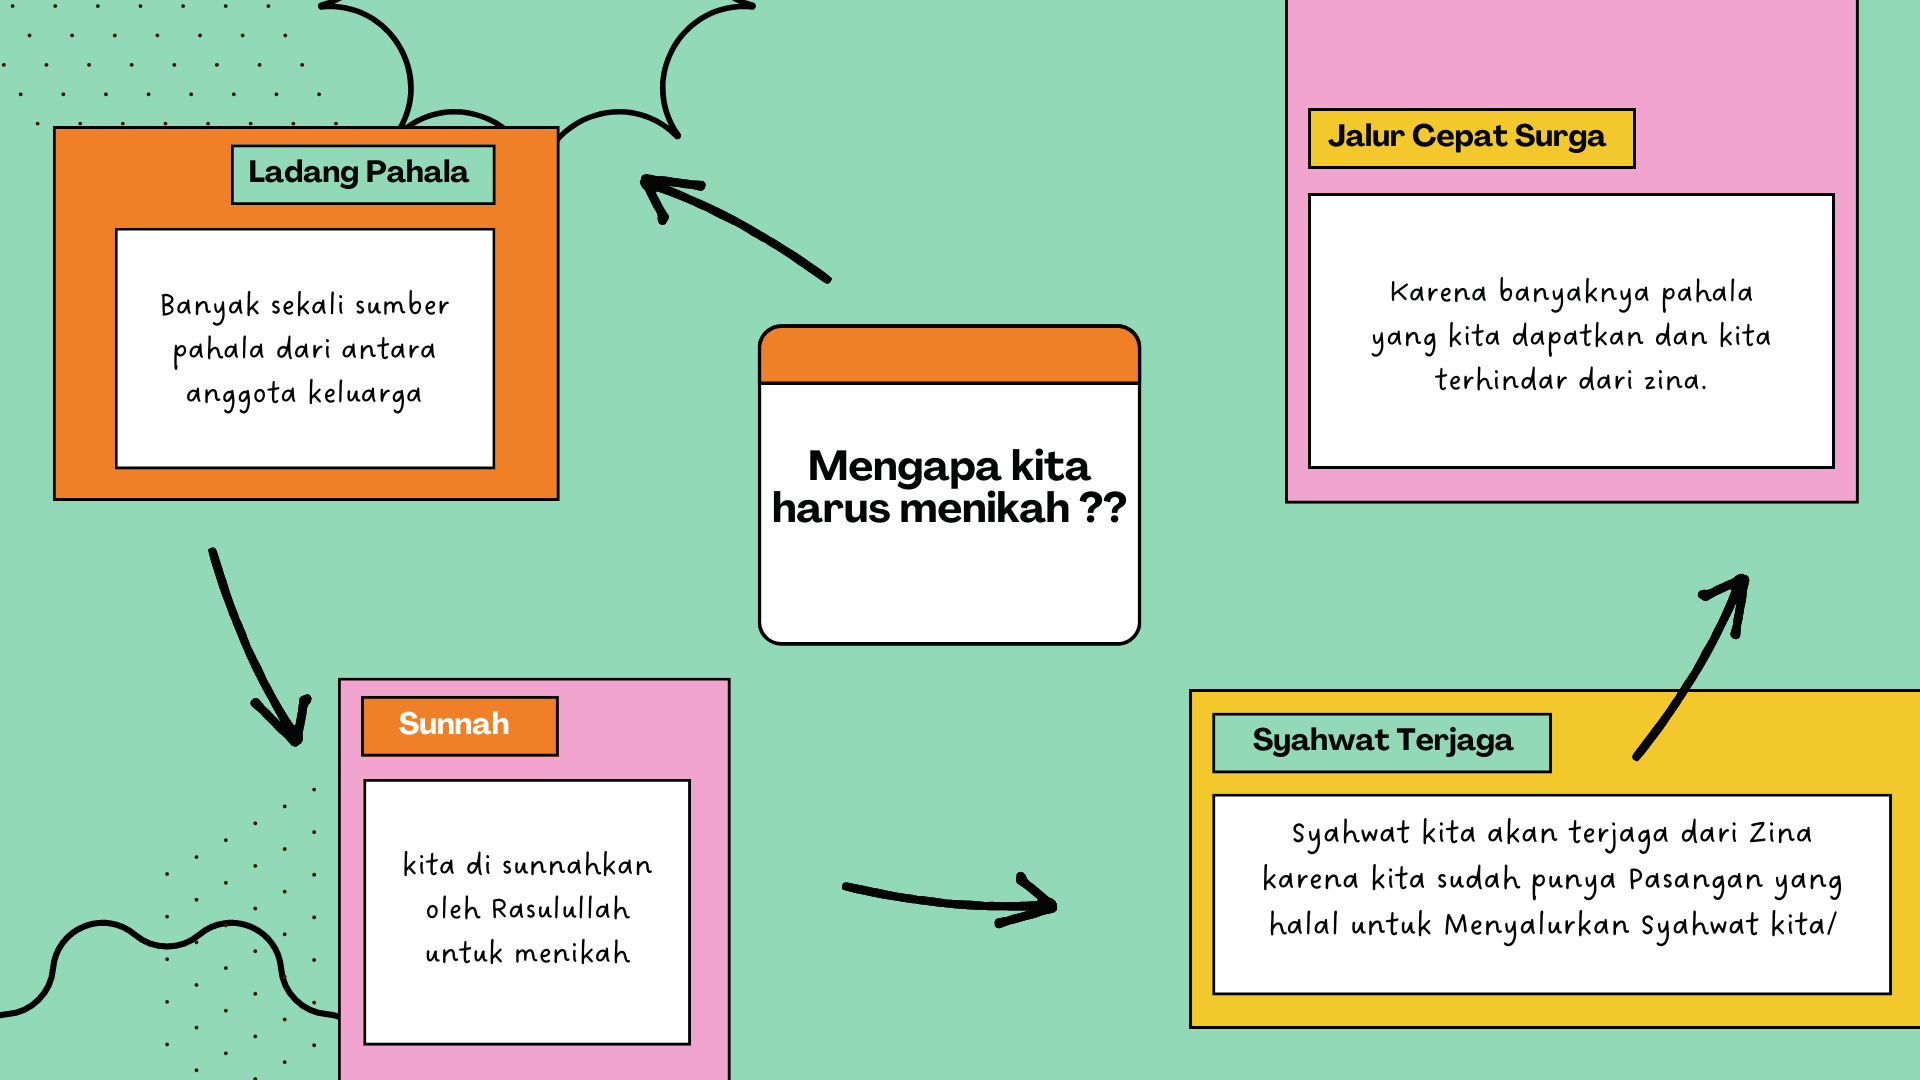 Mengapa kita
harus menikah ??
Ladang Pahala
Banyak sekali sumber
pahala dari antara
anggota keluarga
Sunnah
kita di sunnahkan
oleh Rasulullah
untuk menikah
Syahwat Terjaga
Syahwat kita akan terjaga dari Zina
karena kita sudah punya Pasangan yang
halal untuk Menyalurkan Syahwat kita/
Jalur Cepat Surga
Karena banyaknya pahala
yang kita dapatkan dan kita
terhindar dari zina.